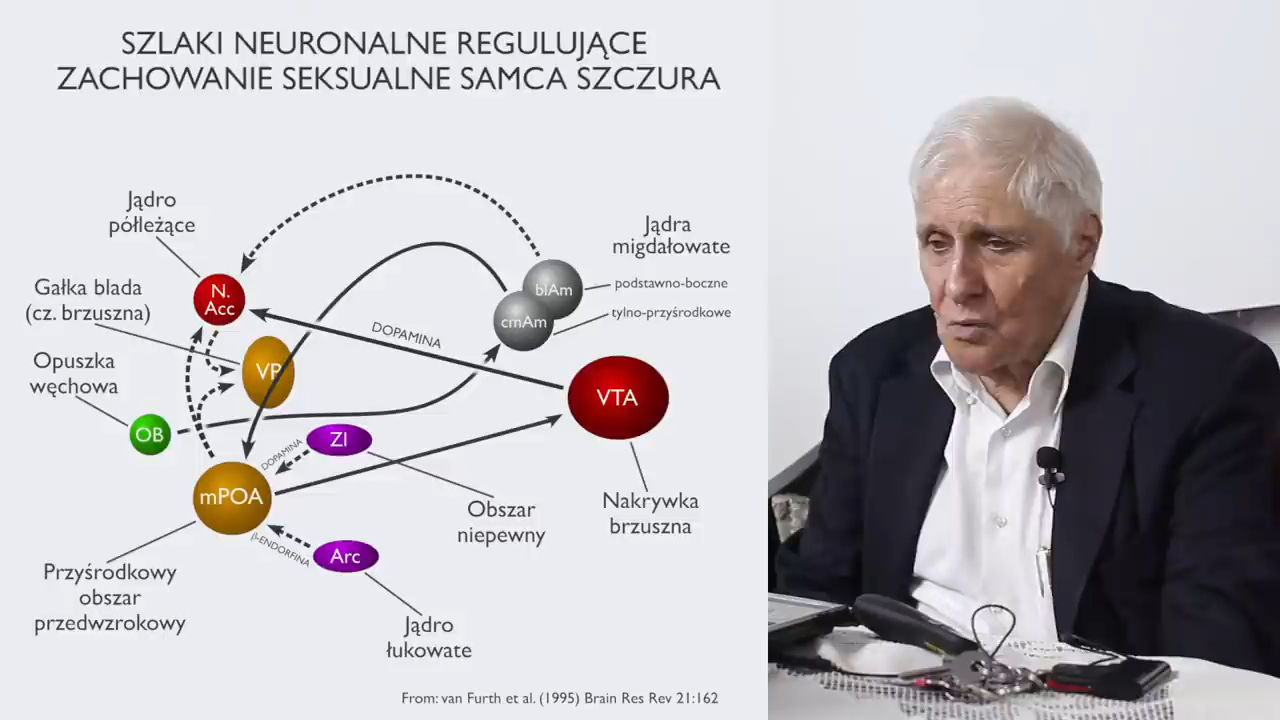 SZLAKI NEURONALNE REGULUJĄCE
ZACHOWANIE SEKSUALNE SAMCA SZCZURA
Jądro
półleżące
Jądra
migdałowate
podstawno-boczne
tylno-przyśrodkowe
Gałka blada
(cz. brzuszna)
N.
Acc
blAm
cmAm
DOPAMINA
Opuszka
węchowa
VP
VTA
OB
ZI
DOPAMINA
mPOA
Obszar
niepewny
Nakrywka
brzuszna
β-ENDORFINA
Arc
Przyśrodkowy
obszar
przedwzrokowy
Jądro
łukowate
From: van Furth et al. (1995) Brain Res Rev 21:162